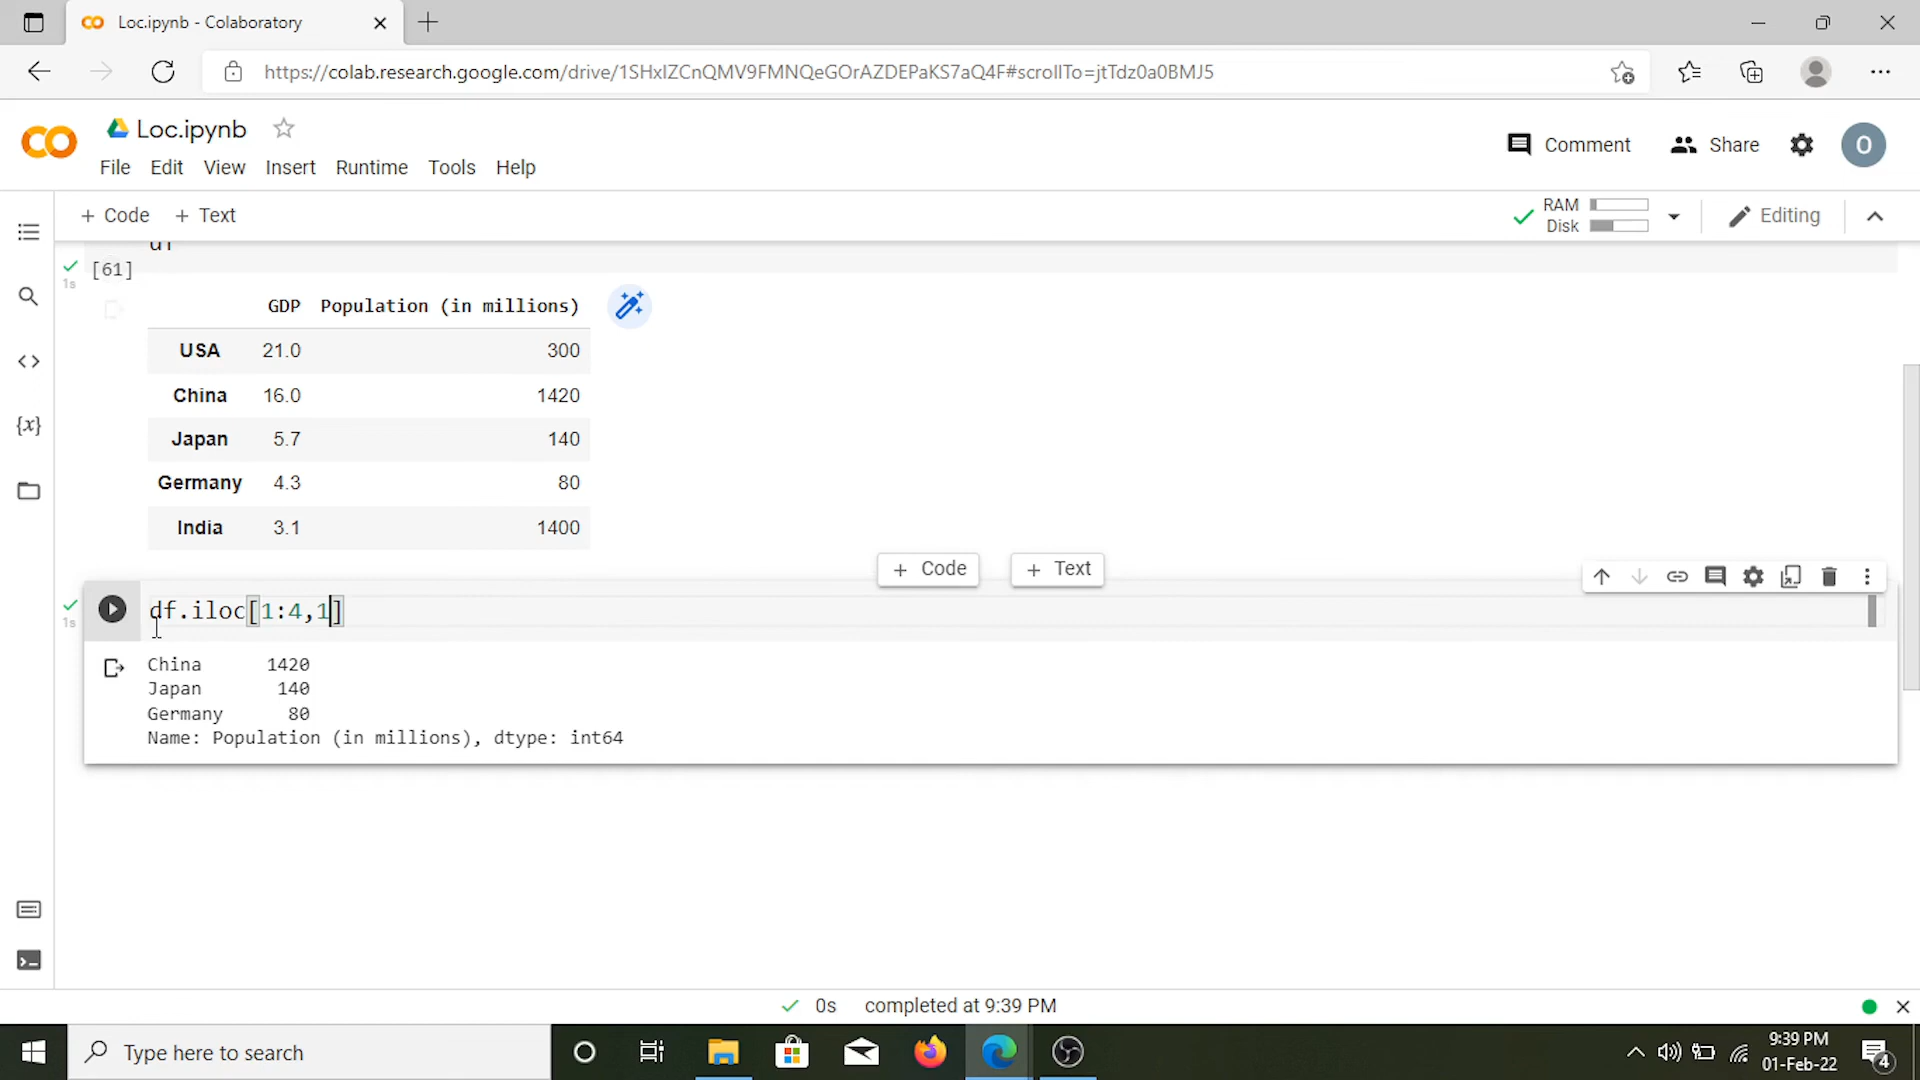 Loc.ipynb - Colaboratory
https://colab.research.google.com/drive/1SHxIZCnQMV9FMNQeGOrAZDEPaKS7aQ4F#scrollTo=jtTdz0a0BMJ5
Loc.ipynb
File Edit View Insert Runtime Tools Help
Comment Share O
+ Code + Text
RAM
Disk
Editing
df
[61]
1s
GDP Population (in millions)
USA 21.0 300
China 16.0 1420
Japan 5.7 140
Germany 4.3 80
India 3.1 1400
+ Code + Text
df.iloc[1:4,1]
1s
China 1420
Japan 140
Germany 80
Name: Population (in millions), dtype: int64
{x}
0s completed at 9:39 PM
Type here to search
9:39 PM
01-Feb-22
4